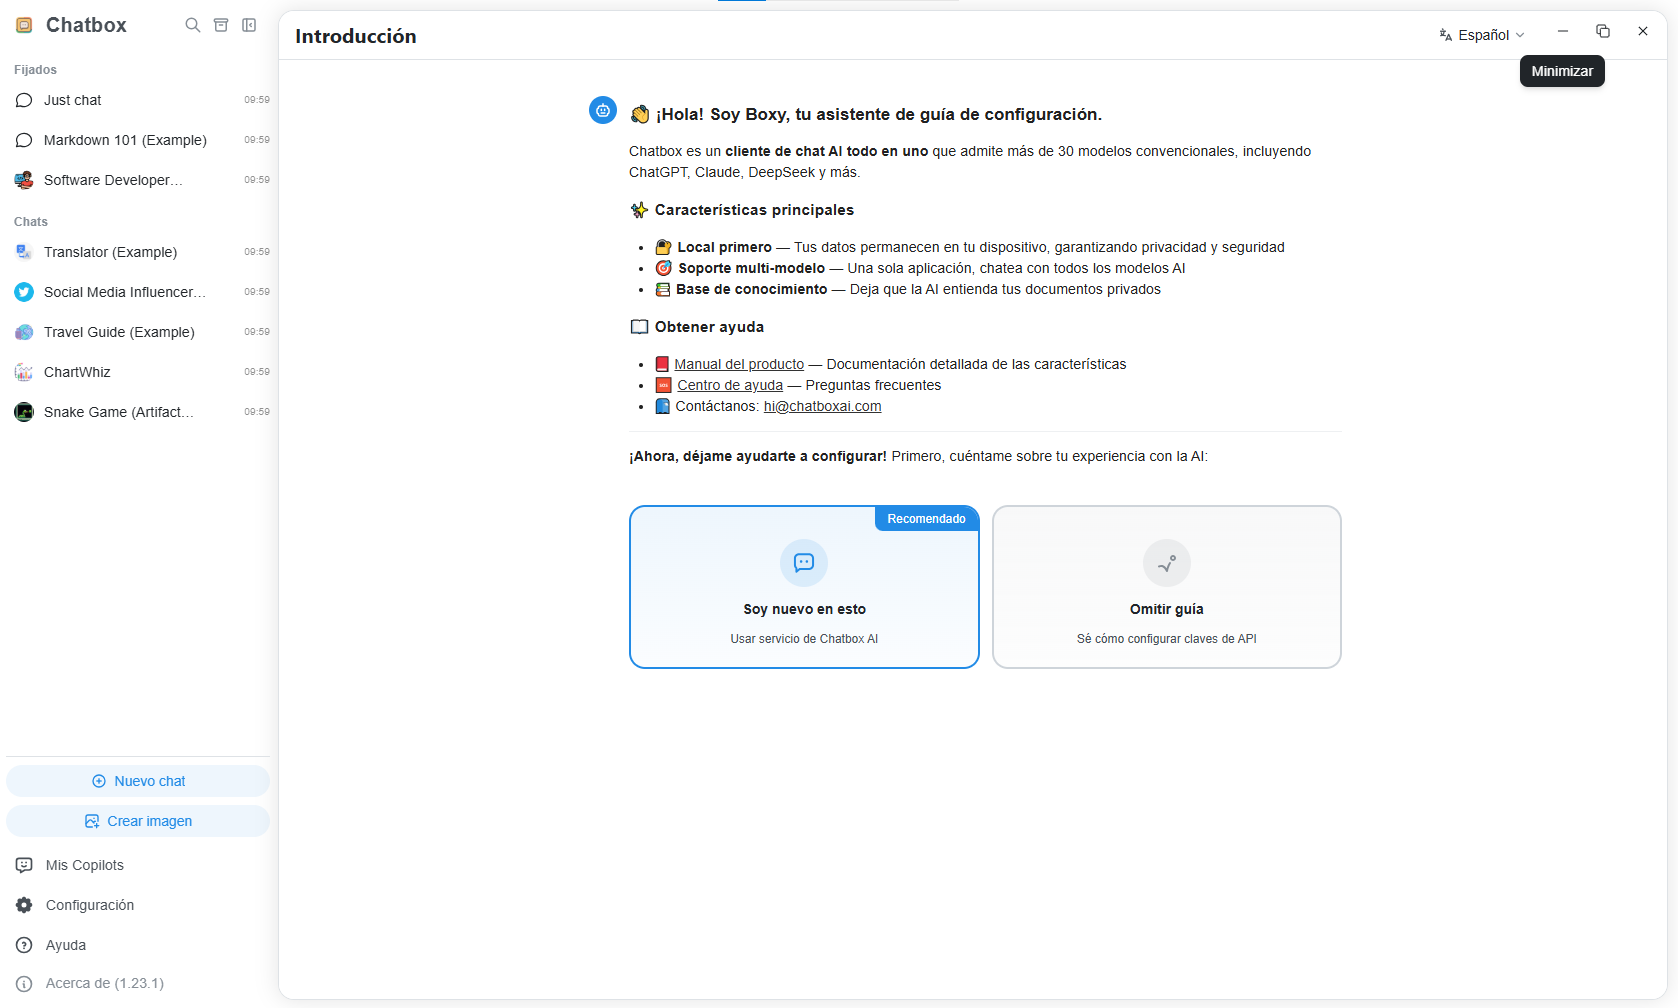 Chatbox
Fijados
Just chat 09:59
Markdown 101 (Example) 09:59
Software Developer… 09:59
Chats
Translator (Example) 09:59
Social Media Influencer… 09:59
Travel Guide (Example) 09:59
ChartWhiz 09:59
Snake Game (Artifact… 09:59
Nuevo chat
Crear imagen
Mis Copilots
Configuración
Ayuda
Acerca de (1.23.1)
Introducción
Español
Minimizar
¡Hola! Soy Boxy, tu asistente de guía de configuración.
Chatbox es un cliente de chat AI todo en uno que admite más de 30 modelos convencionales, incluyendo
ChatGPT, Claude, DeepSeek y más.
Características principales
Local primero — Tus datos permanecen en tu dispositivo, garantizando privacidad y seguridad
Soporte multi-modelo — Una sola aplicación, chatea con todos los modelos AI
Base de conocimiento — Deja que la AI entienda tus documentos privados
Obtener ayuda
Manual del producto — Documentación detallada de las características
Centro de ayuda — Preguntas frecuentes
Contáctanos: hi@chatboxai.com
¡Ahora, déjame ayudarte a configurar! Primero, cuéntame sobre tu experiencia con la AI:
Recomendado
Soy nuevo en esto
Usar servicio de Chatbox AI
Omitir guía
Sé cómo configurar claves de API